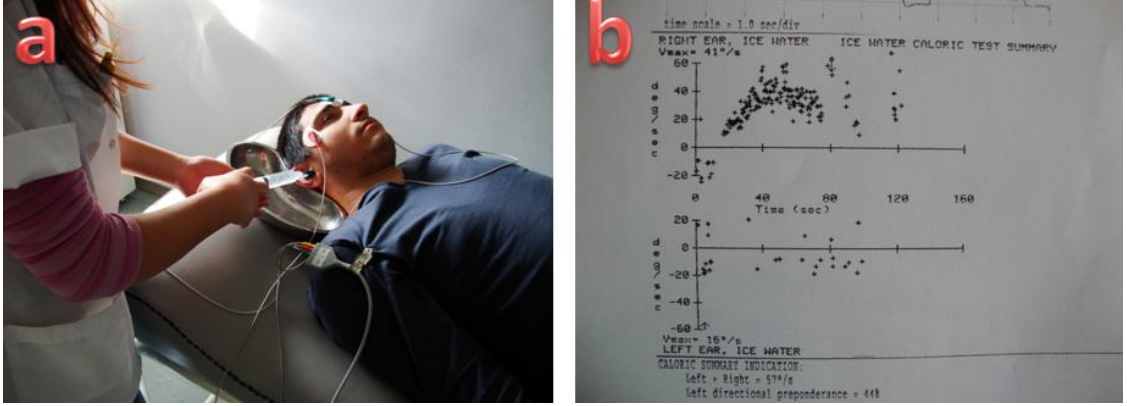 a
b
time scale = 1.0 sec/div
RIGHT EAR, ICE WATER ICE WATER CALORIC TEST SUMMARY
Vmax= 41°/s
60
40
20
0
-20
deg/sec
0 40 80 120 160
Time (sec)
20
0
-20
-40
-60
deg/sec
Vmax= 16°/s
LEFT EAR, ICE WATER
CALORIC SUMMARY INDICATION:
Left + Right = 57°/s
Left directional preponderance = 44%